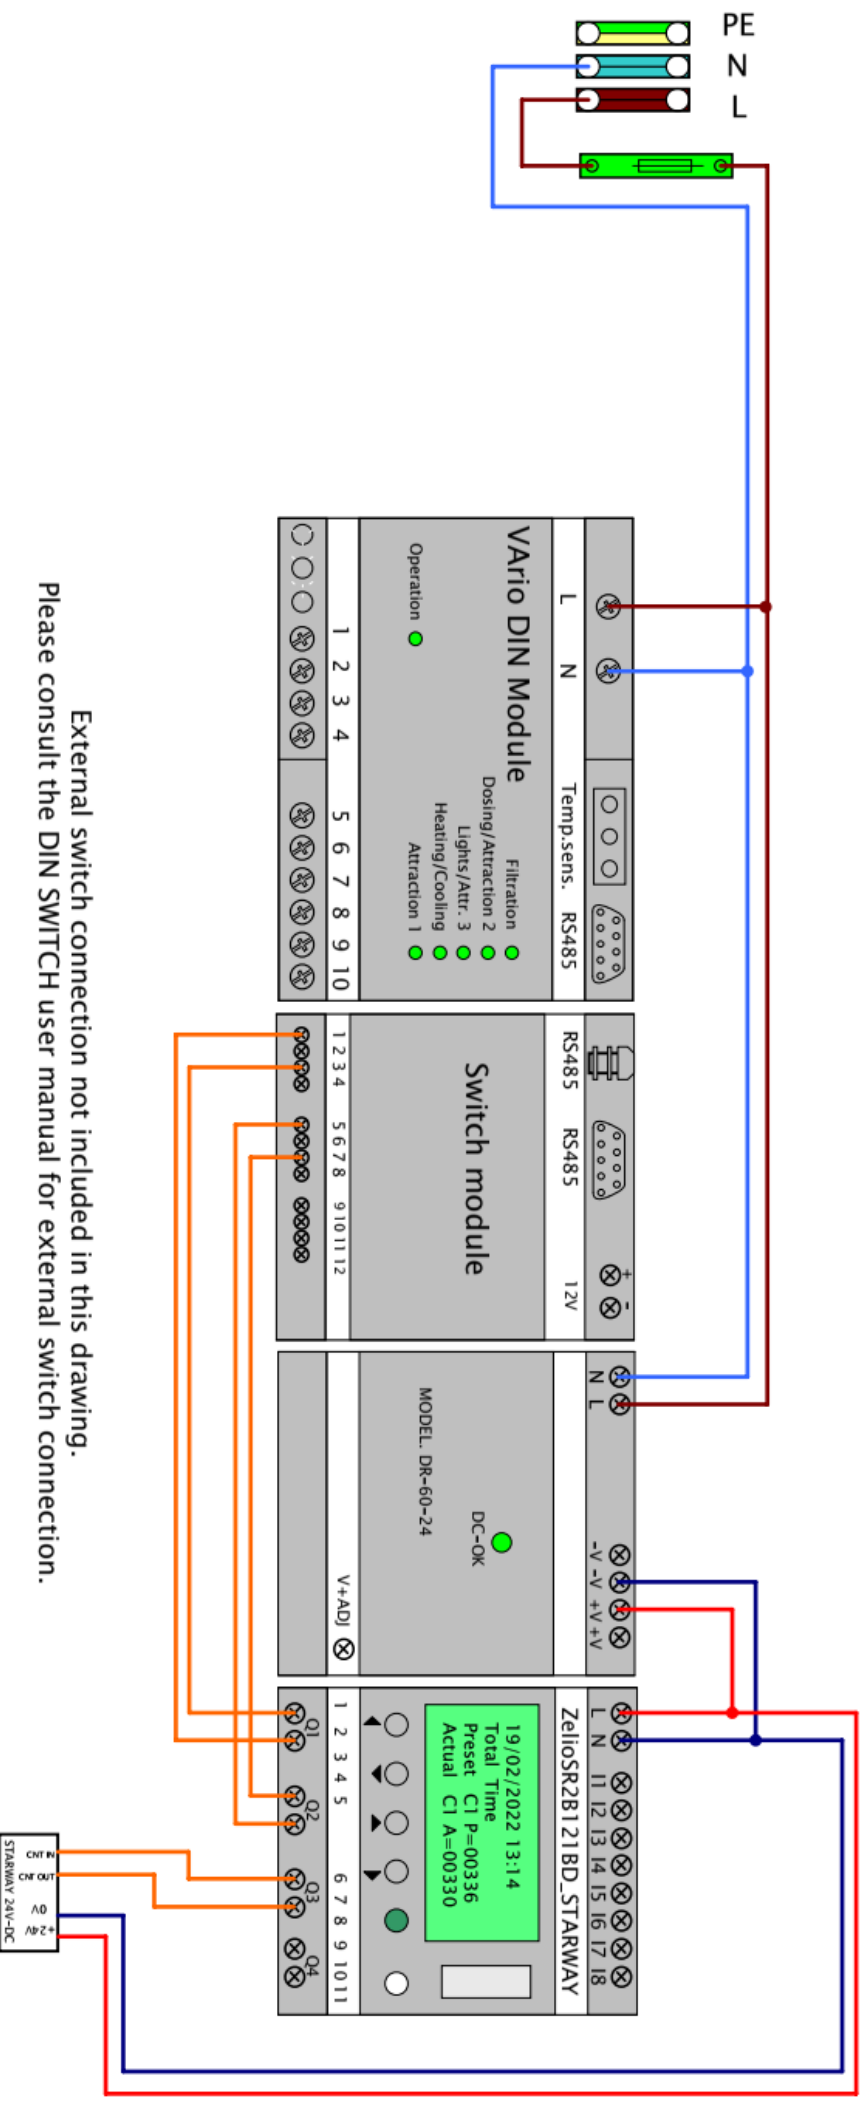 PE
N
L
VArio DIN Module
L
N
Temp.sens.
RS485
Operation
Filtration
Dosing/Attraction 2
Lights/Attr. 3
Heating/Cooling
Attraction 1
1 2 3 4
5 6 7 8 9 10
RS485
RS485
12V
+
-
Switch module
1 2 3 4
5 6 7 8
9 10 11 12
N L
-V -V +V +V
DC-OK
MODEL. DR-60-24
V+ADJ
L N I1 I2 I3 I4 I5 I6 I7 I8
ZelioSR2B121BD_STARWAY
19/02/2022 13:14
Total Time
Preset C1 P=00336
Actual C1 A=00330
1 2 3 4 5
6 7 8 9 10 11
Q1
Q2
Q3
Q4
CNT IN
CNT OUT
0V
+24V
STARWAY 24V-DC
External switch connection not included in this drawing.
Please consult the DIN SWITCH user manual for external switch connection.